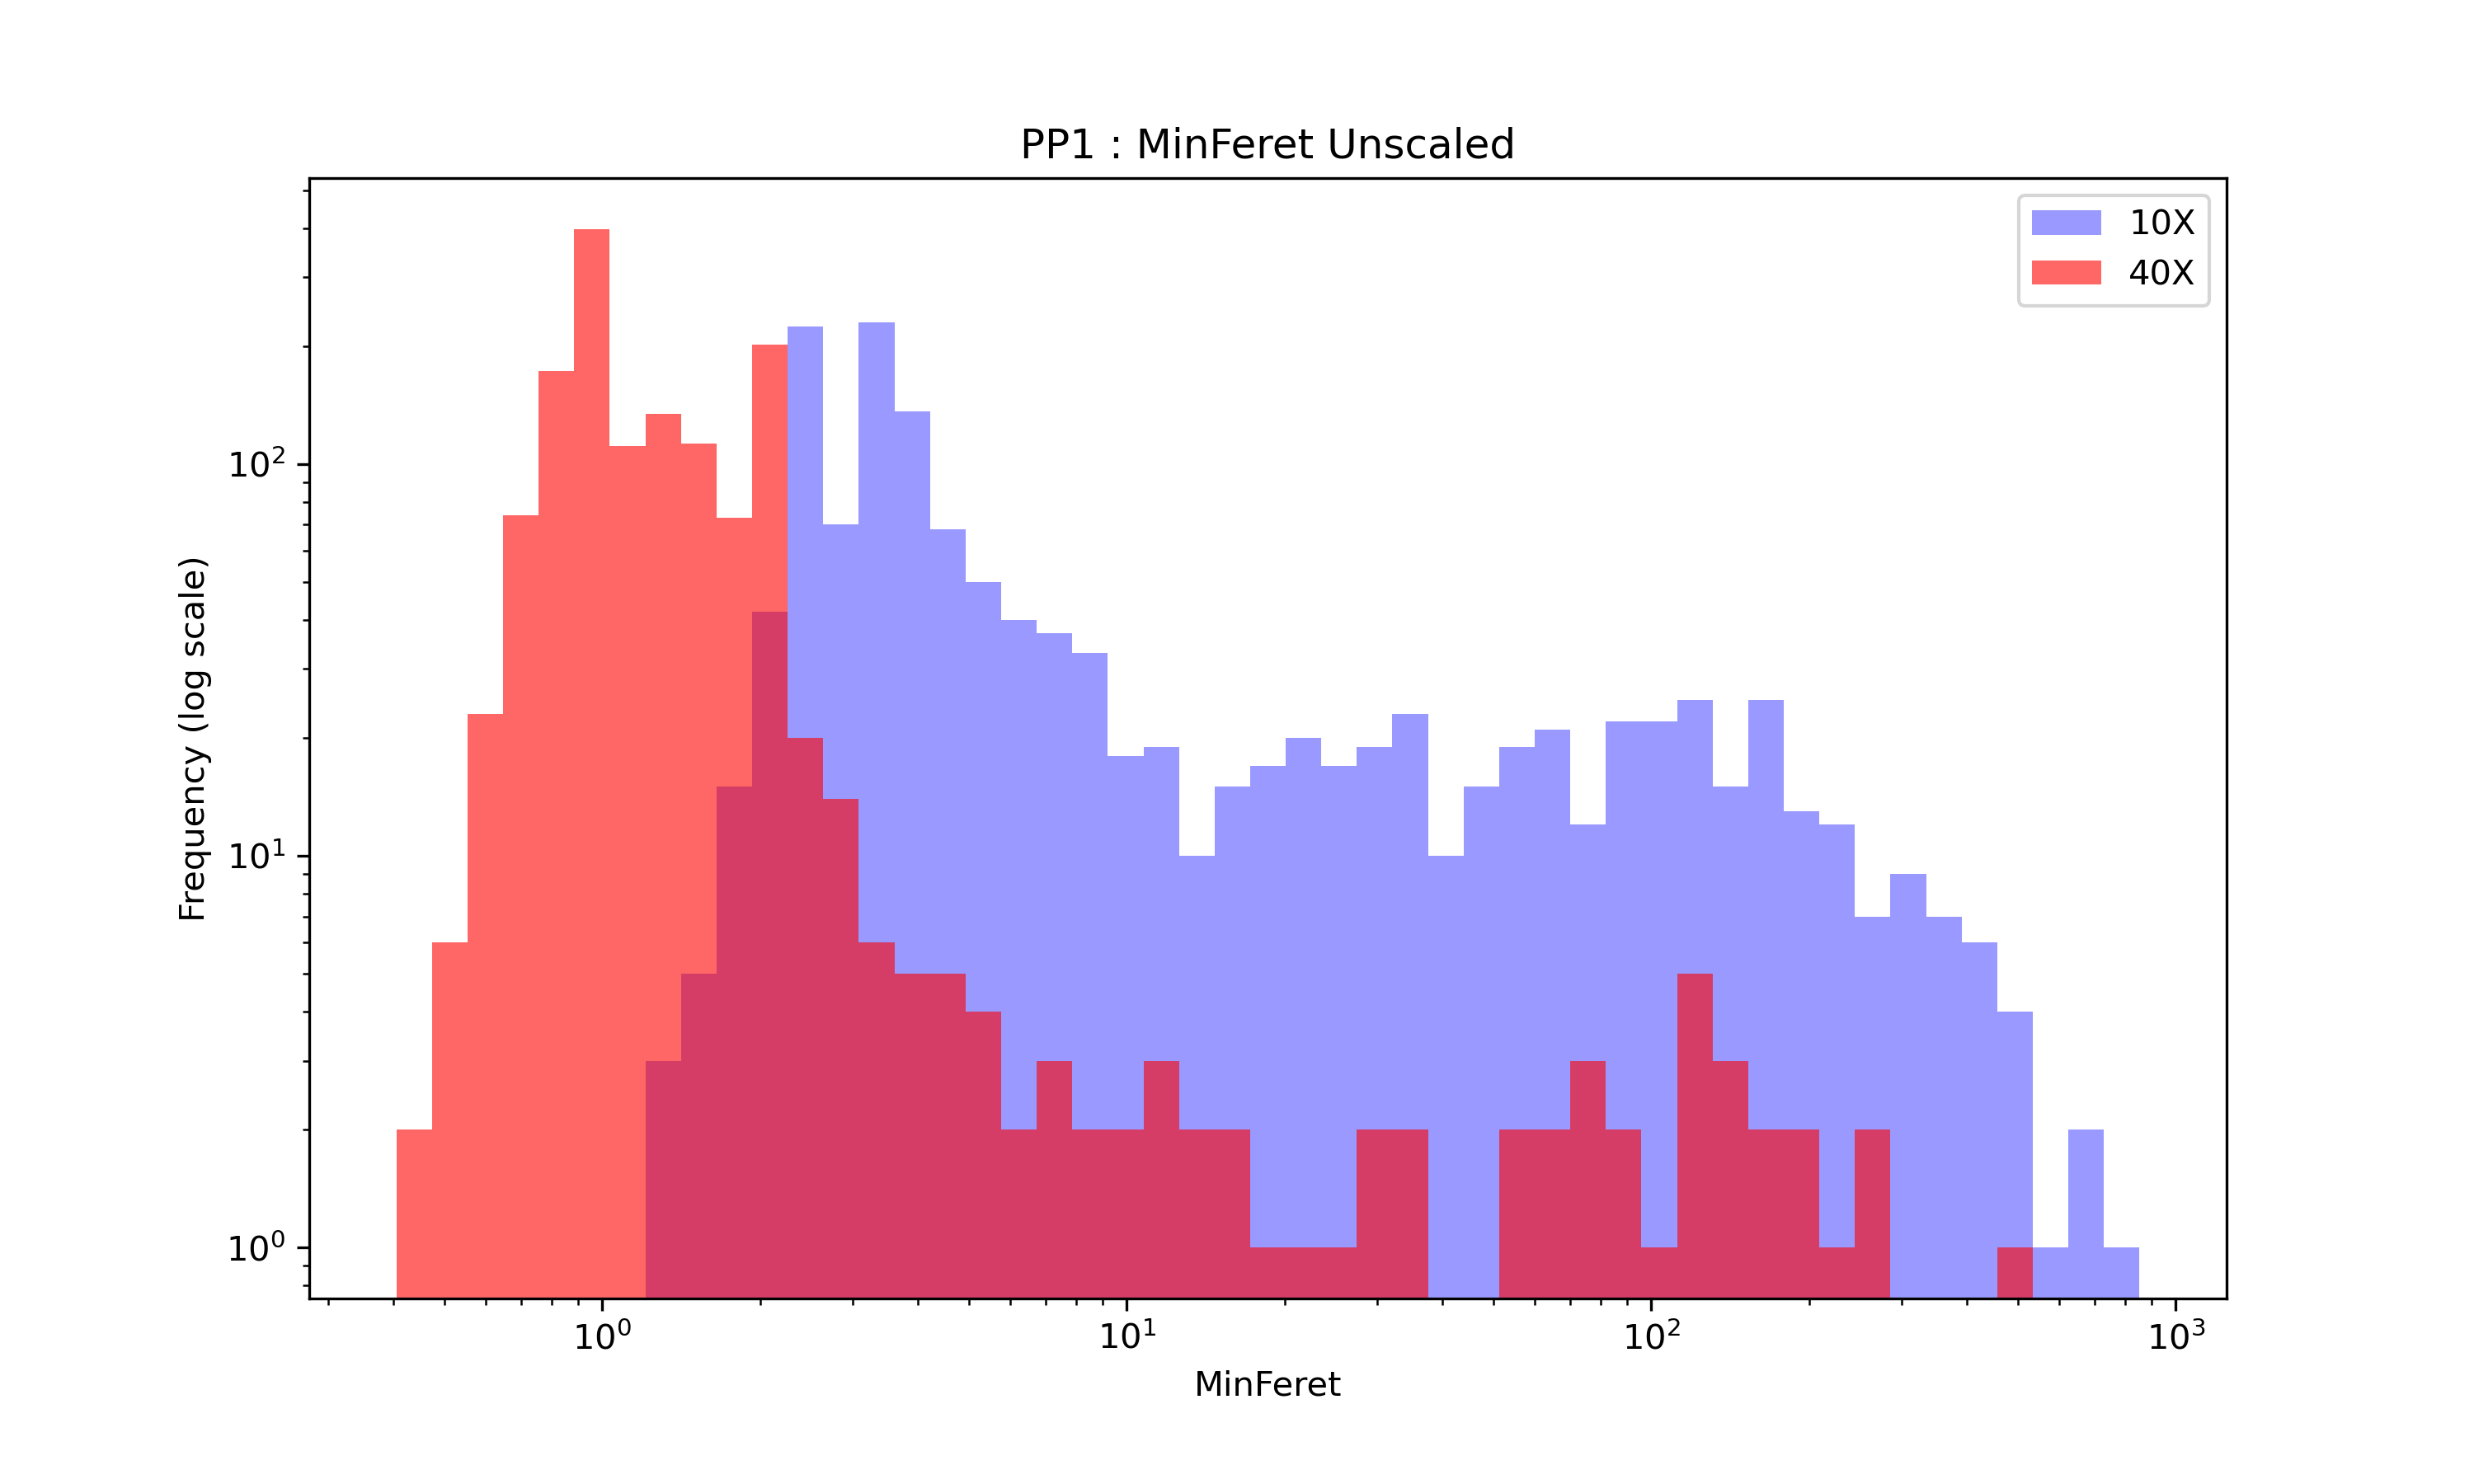 PP1 : MinFeret Unscaled
10X
40X
Frequency (log scale)
10²
10¹
10⁰
10⁰ 10¹ 10² 10³
MinFeret